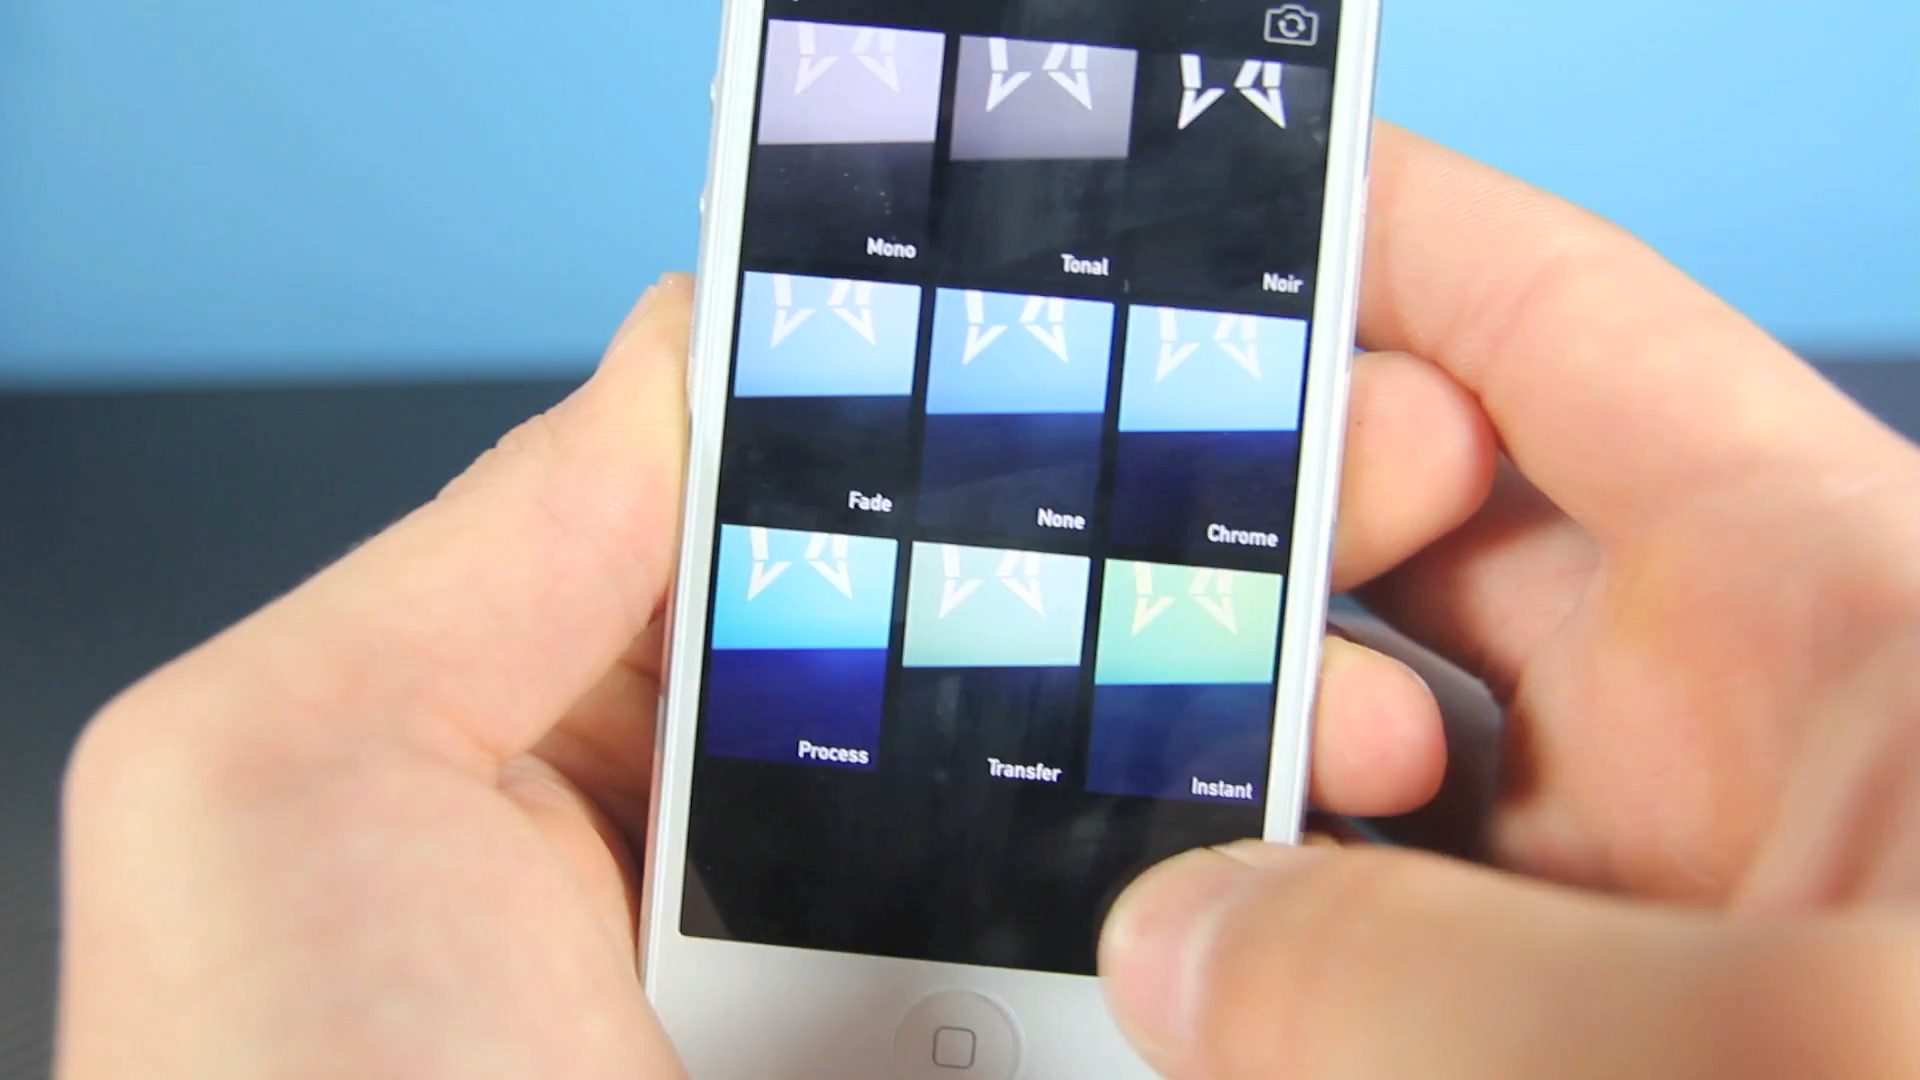 Mono
Tonal
Noir
Fade
None
Chrome
Process
Transfer
Instant